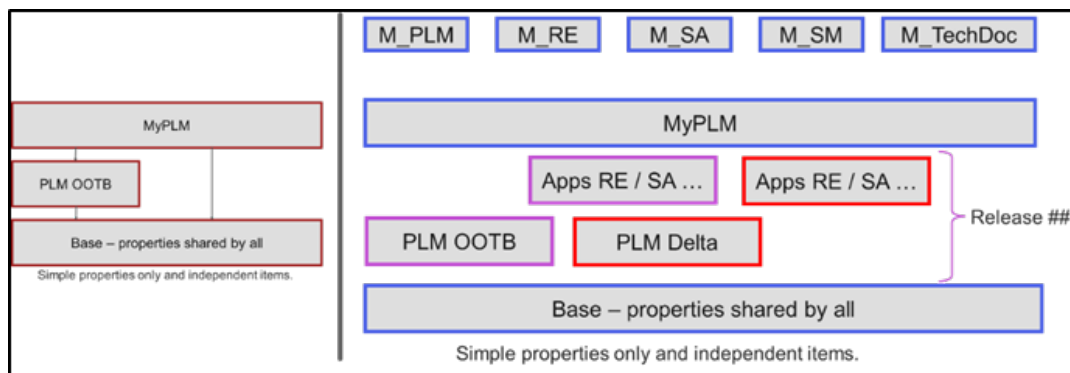 MyPLM
PLM OOTB
Base – properties shared by all
Simple properties only and independent items.
M_PLM
M_RE
M_SA
M_SM
M_TechDoc
MyPLM
Apps RE / SA ...
Apps RE / SA ...
Release ##
PLM OOTB
PLM Delta
Base – properties shared by all
Simple properties only and independent items.